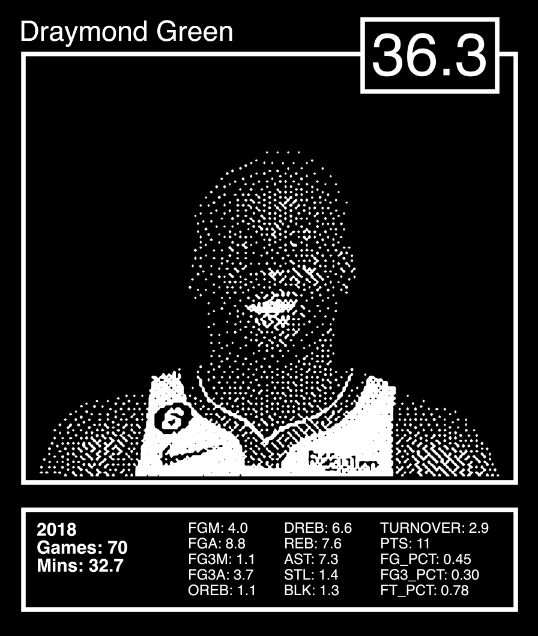 Draymond Green
36.3
6
2018
Games: 70
Mins: 32.7
FGM: 4.0
FGA: 8.8
FG3M: 1.1
FG3A: 3.7
OREB: 1.1
DREB: 6.6
REB: 7.6
AST: 7.3
STL: 1.4
BLK: 1.3
TURNOVER: 2.9
PTS: 11
FG_PCT: 0.45
FG3_PCT: 0.30
FT_PCT: 0.78